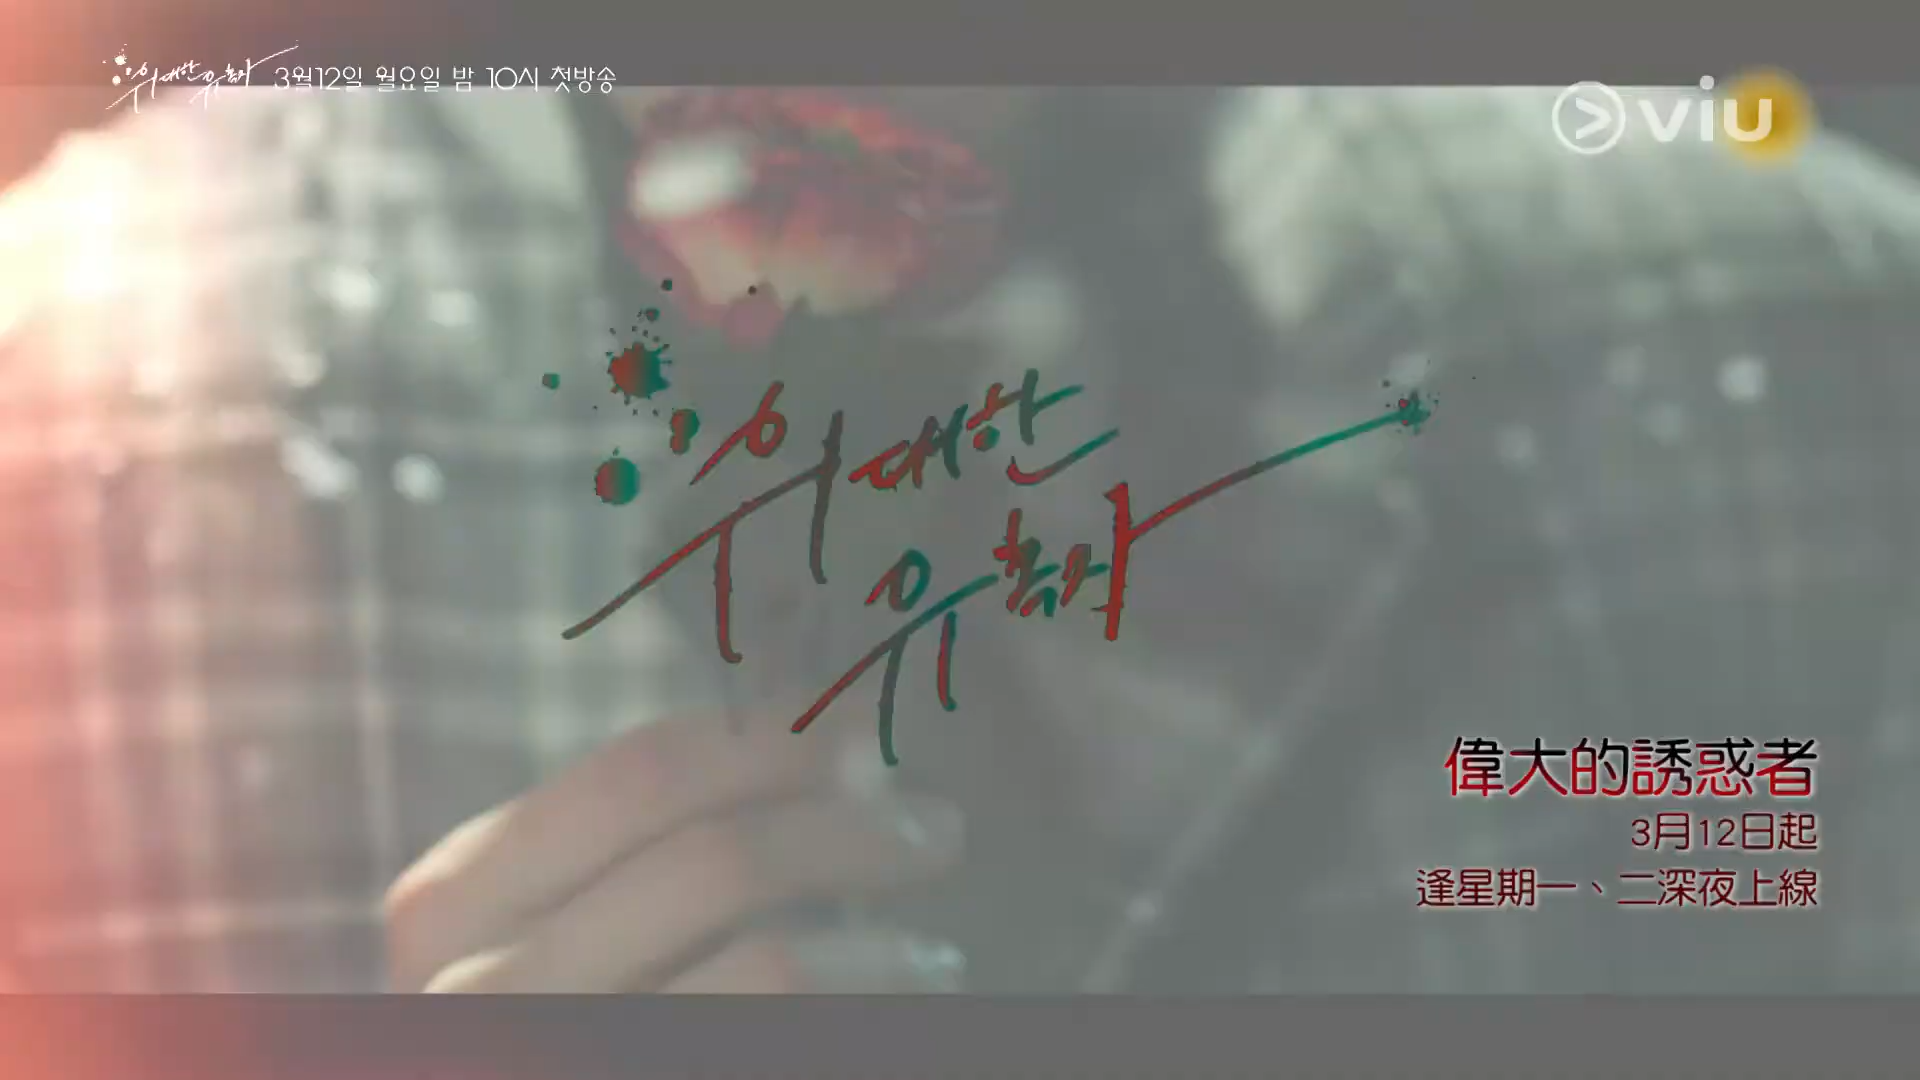 위대한 유혹자 3월12일 월요일 밤 10시 첫방송
viu
위대한
유혹자
偉大的誘惑者
3月12日起
逢星期一、二深夜上線